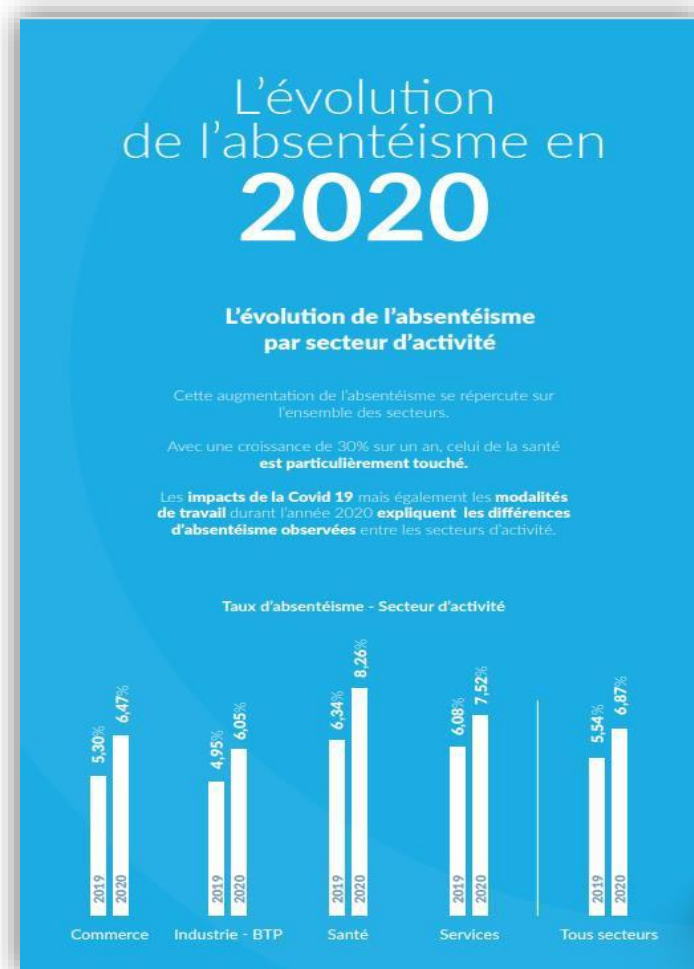 L'évolution
de l'absentéisme en
2020
L'évolution de l'absentéisme
par secteur d'activité
Cette augmentation de l'absentéisme se répercute sur
l'ensemble des secteurs.
Avec une croissance de 30% sur un an, celui de la santé
est particulièrement touché.
Les impacts de la Covid 19 mais également les modalités
de travail durant l'année 2020 expliquent les différences
d'absentéisme observées entre les secteurs d'activité.
Taux d'absentéisme - Secteur d'activité
5,30% 6,47% 4,95% 6,05% 6,34% 8,26% 6,08% 7,52% 5,54% 6,87%
2019 2020 2019 2020 2019 2020 2019 2020 2019 2020
Commerce Industrie - BTP Santé Services Tous secteurs